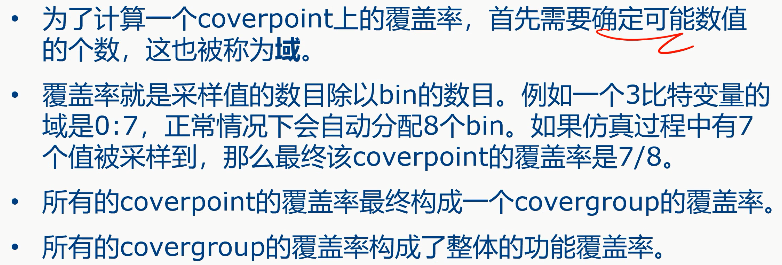 • 为了计算一个coverpoint上的覆盖率，首先需要确定可能数值
的个数，这也被称为域。
• 覆盖率就是采样值的数目除以bin的数目。例如一个3比特变量的
域是0:7，正常情况下会自动分配8个bin。如果仿真过程中有7
个值被采样到，那么最终该coverpoint的覆盖率是7/8。
• 所有的coverpoint的覆盖率最终构成一个covergroup的覆盖率。
• 所有的covergroup的覆盖率构成了整体的功能覆盖率。